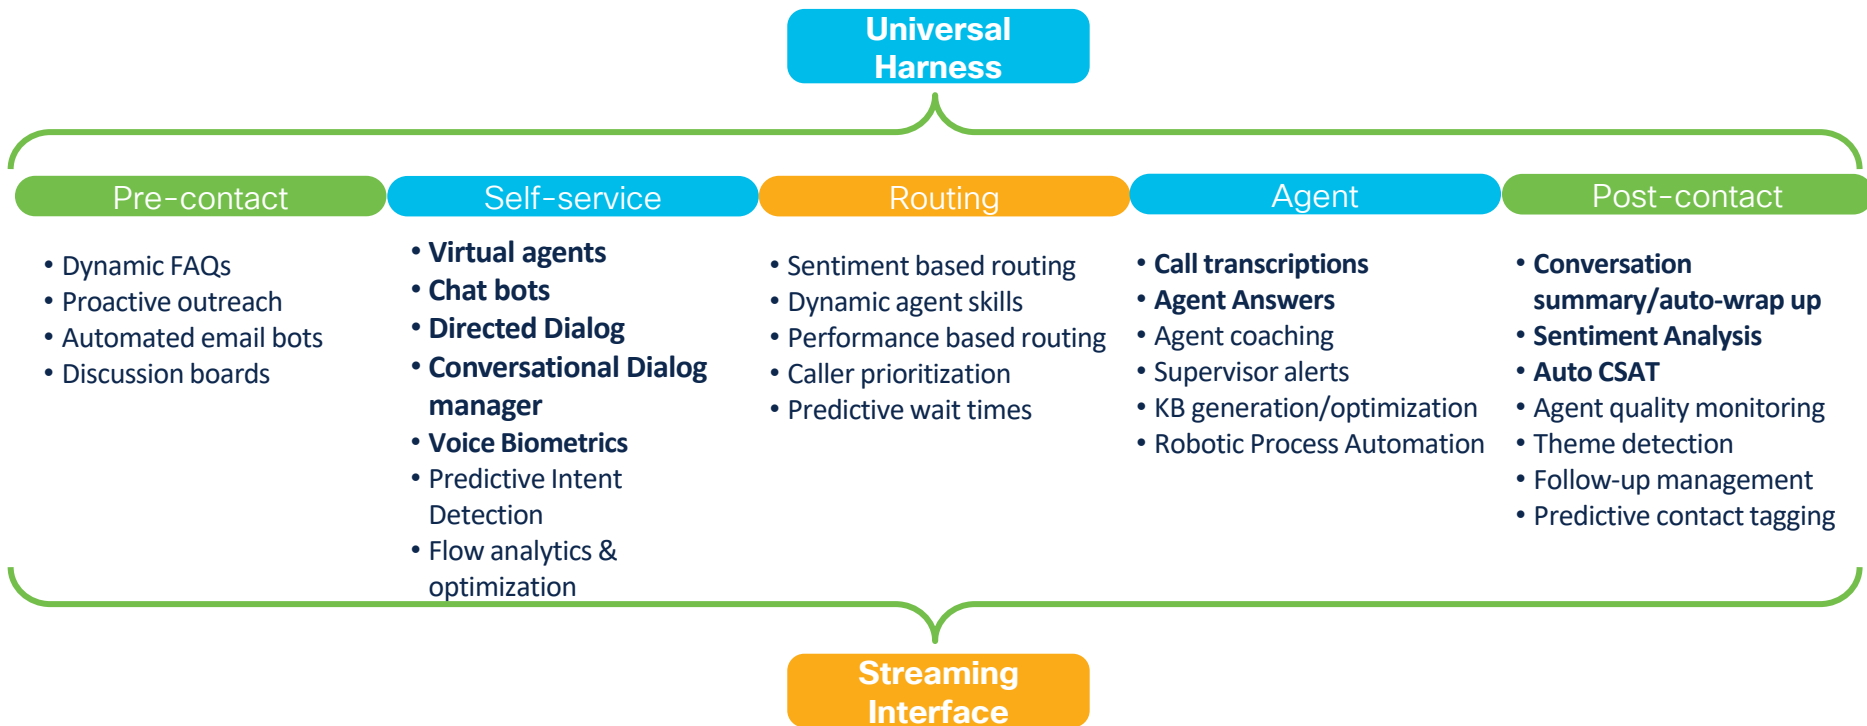 Universal
Harness
Pre-contact
Self-service
Routing
Agent
Post-contact
• Dynamic FAQs
• Proactive outreach
• Automated email bots
• Discussion boards
• Virtual agents
• Chat bots
• Directed Dialog
• Conversational Dialog
manager
• Voice Biometrics
• Predictive Intent
Detection
• Flow analytics &
optimization
• Sentiment based routing
• Dynamic agent skills
• Performance based routing
• Caller prioritization
• Predictive wait times
• Call transcriptions
• Agent Answers
• Agent coaching
• Supervisor alerts
• KB generation/optimization
• Robotic Process Automation
• Conversation
summary/auto-wrap up
• Sentiment Analysis
• Auto CSAT
• Agent quality monitoring
• Theme detection
• Follow-up management
• Predictive contact tagging
Streaming
Interface